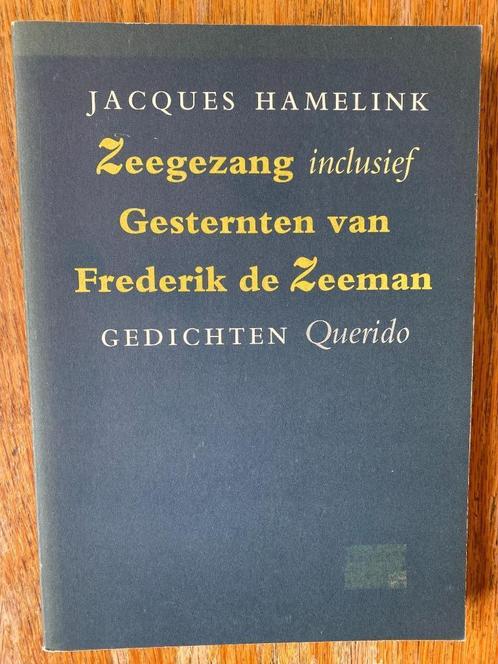 JACQUES HAMELINK
Zeegezang inclusief
Gesternten van
Frederik de Zeeman
GEDICHTEN Querido